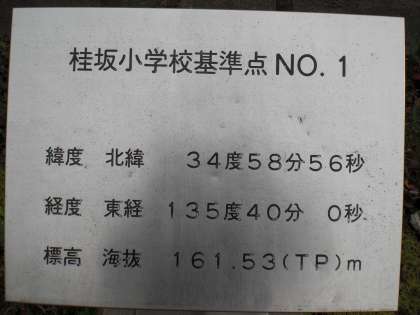 桂坂小学校基準点NO.1
緯度 北緯 34度58分56秒
経度 東経 135度40分 0秒
標高 海抜 161.53(TP)m